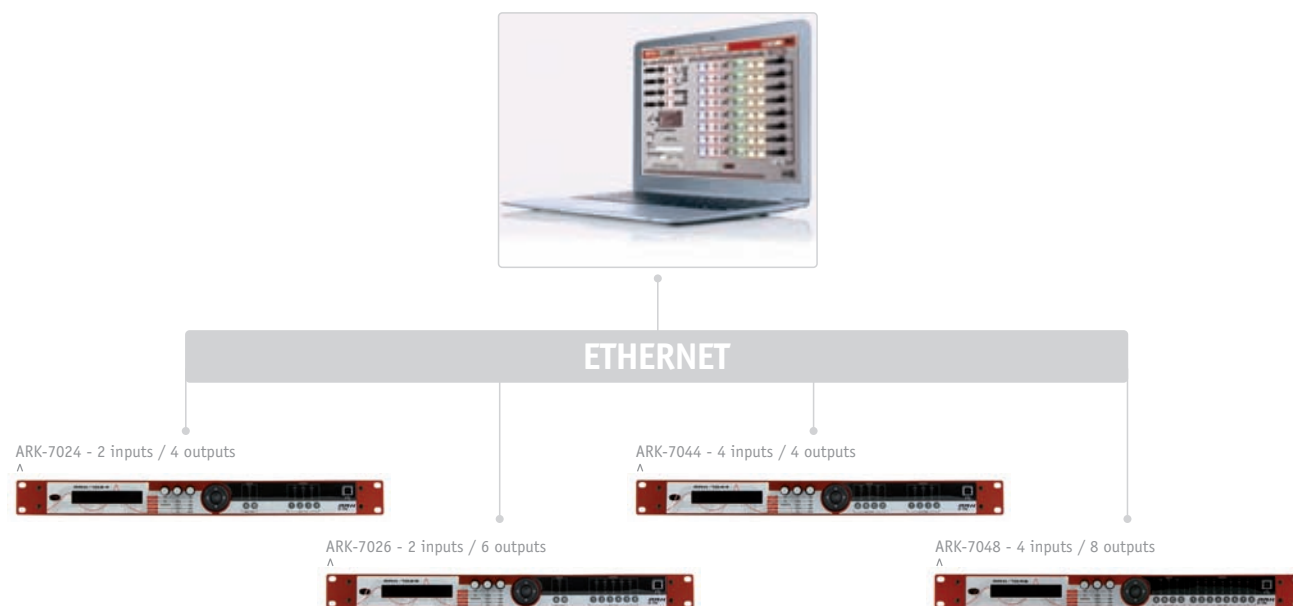 ETHERNET
ARK-7024 - 2 inputs / 4 outputs
ARK-7044 - 4 inputs / 4 outputs
ARK-7026 - 2 inputs / 6 outputs
ARK-7048 - 4 inputs / 8 outputs